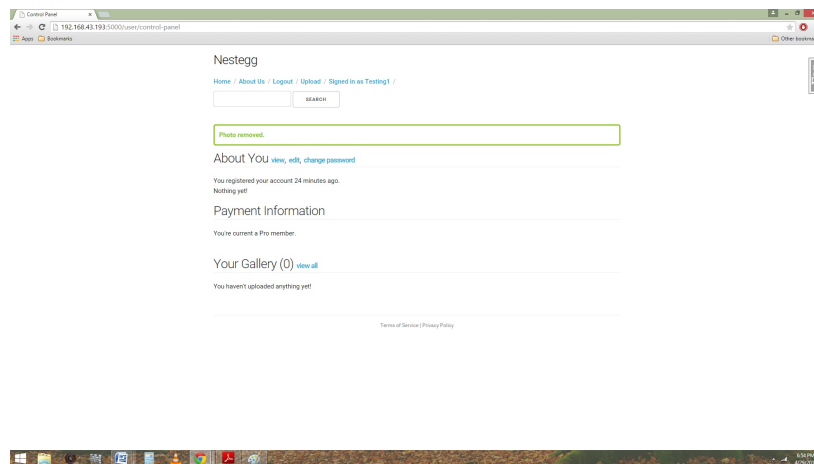 Control Panel
192.168.43.193:5000/user/control-panel
Apps Bookmarks Other bookma
Nestegg
Home / About Us / Logout / Upload / Signed in as Testing1 /
SEARCH
Photo removed.
About You view, edit, change password
You registered your account 24 minutes ago.
Nothing yet!
Payment Information
You're current a Pro member.
Your Gallery (0) view all
You haven't uploaded anything yet!
Terms of Service | Privacy Policy
6:54 PM